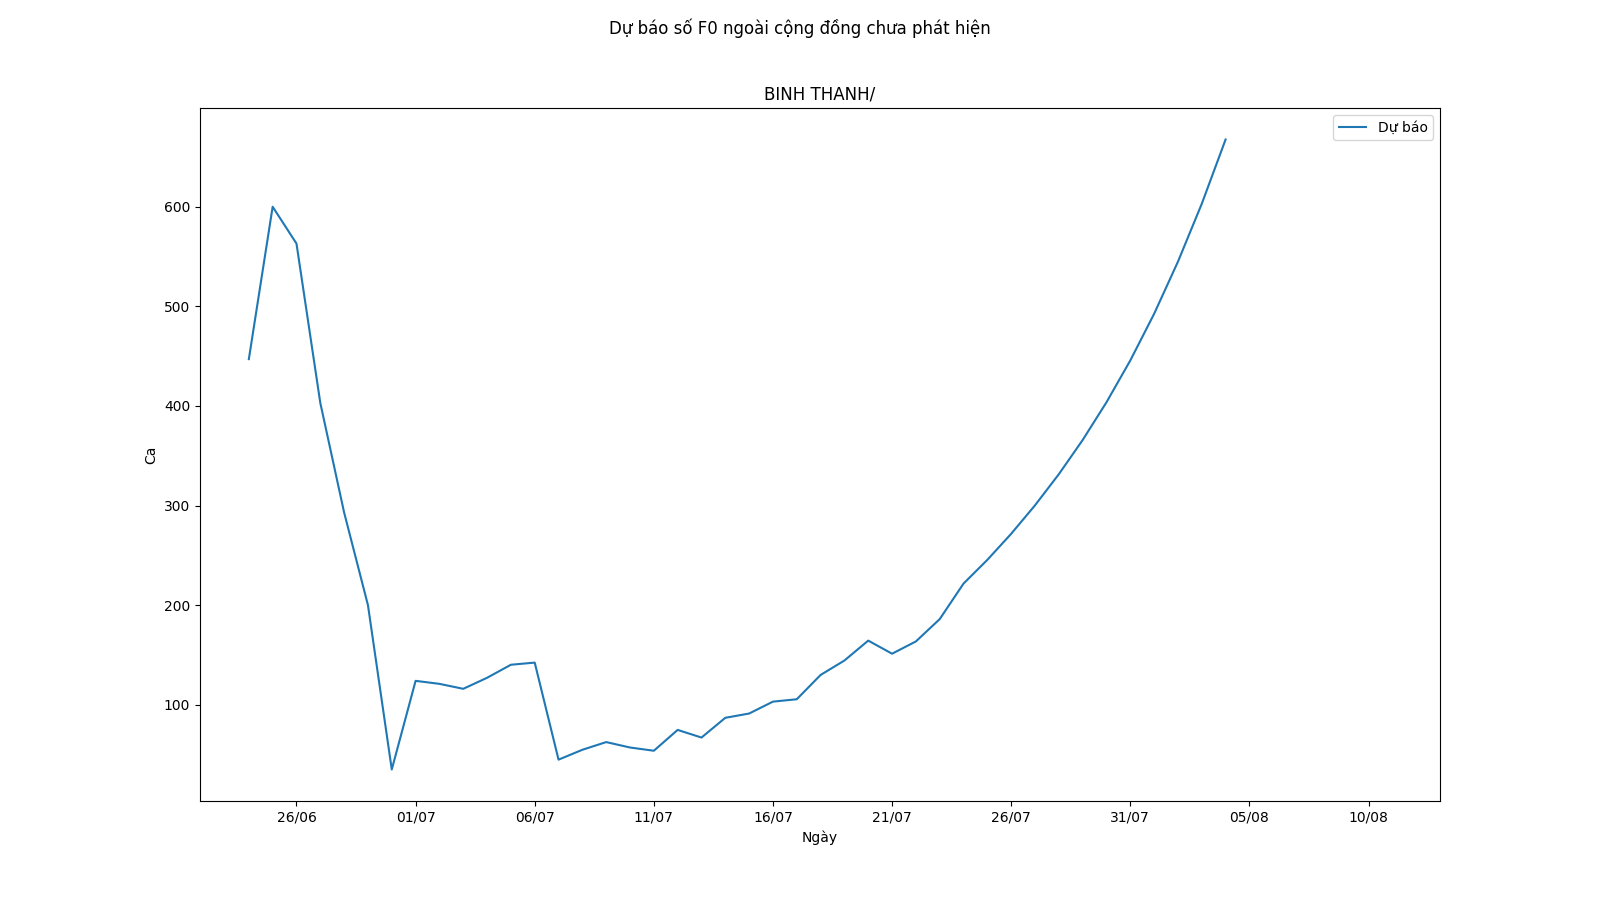 Dự báo số F0 ngoài cộng đồng chưa phát hiện
BINH THANH/
Dự báo
600
500
400
300
200
100
Ca
26/06 01/07 06/07 11/07 16/07 21/07 26/07 31/07 05/08 10/08
Ngày